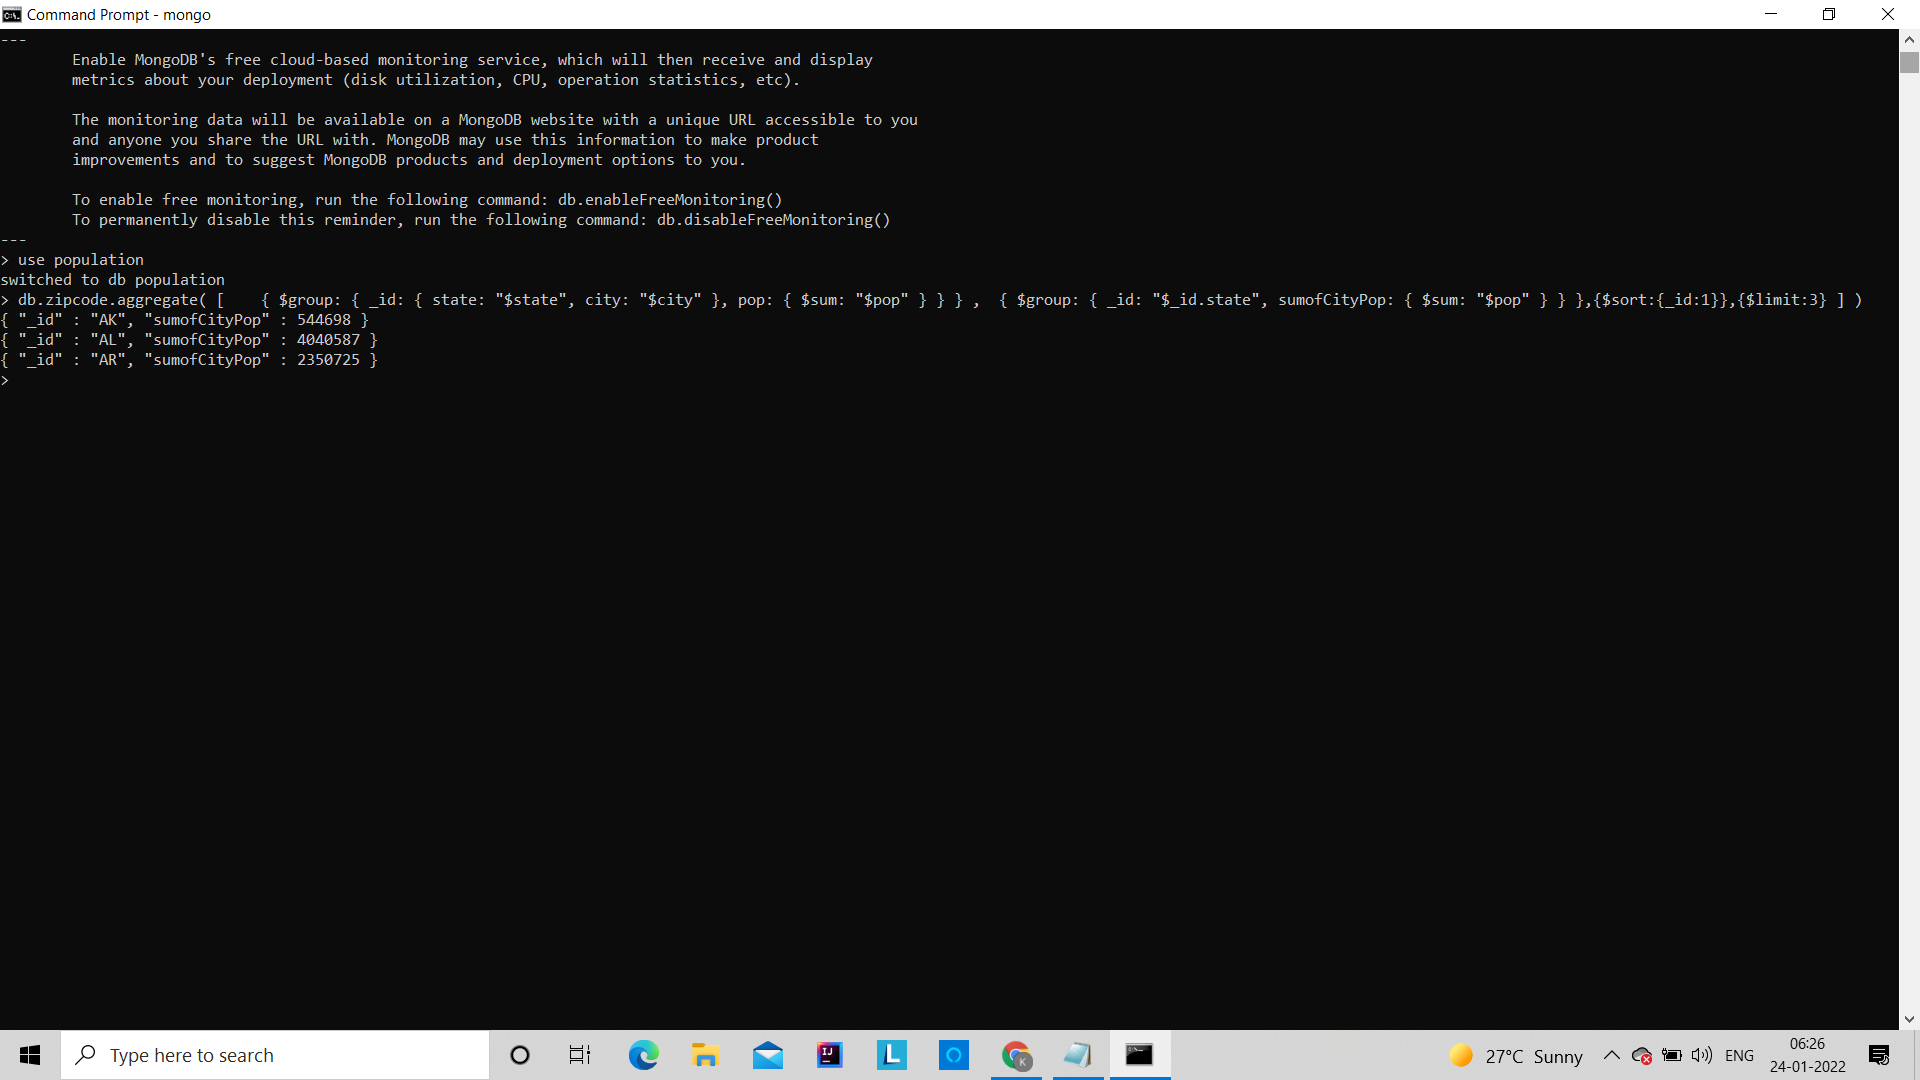 Command Prompt - mongo
---
Enable MongoDB's free cloud-based monitoring service, which will then receive and display
metrics about your deployment (disk utilization, CPU, operation statistics, etc).
The monitoring data will be available on a MongoDB website with a unique URL accessible to you
and anyone you share the URL with. MongoDB may use this information to make product
improvements and to suggest MongoDB products and deployment options to you.
To enable free monitoring, run the following command: db.enableFreeMonitoring()
To permanently disable this reminder, run the following command: db.disableFreeMonitoring()
---
> use population
switched to db population
> db.zipcode.aggregate( [    { $group: { _id: { state: "$state", city: "$city" }, pop: { $sum: "$pop" } } } ,  { $group: { _id: "$_id.state", sumofCityPop: { $sum: "$pop" } } },{$sort:{_id:1}},{$limit:3} ] )
{ "_id" : "AK", "sumofCityPop" : 544698 }
{ "_id" : "AL", "sumofCityPop" : 4040587 }
{ "_id" : "AR", "sumofCityPop" : 2350725 }
>
Type here to search
IJ
L
K
27°C Sunny
ENG
06:26
24-01-2022